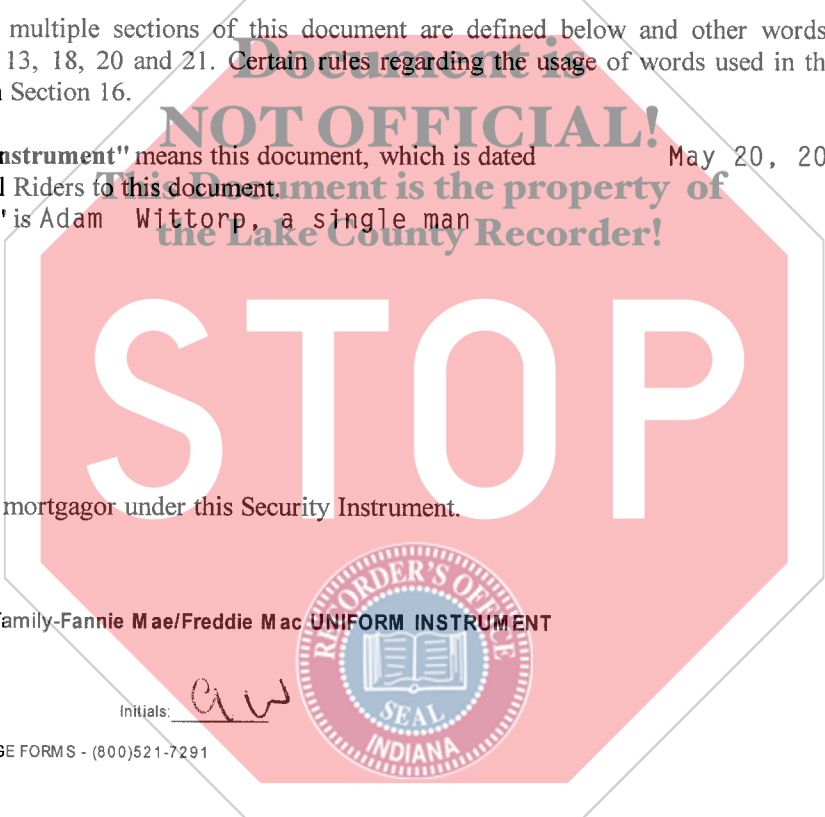 multiple sections of this document are defined below and other words
13, 18, 20 and 21. Certain rules regarding the usage of words used in th
Section 16.
Document is
NOT OFFICIAL!
nstrument" means this document, which is dated May 20, 20
Riders to this document.
This Document is the property of
" is Adam Wittorp, a single man
the Lake County Recorder!
STOP
mortgagor under this Security Instrument.
RECORDER'S OFFICE
SEAL
INDIANA
amily-Fannie Mae/Freddie Mac UNIFORM INSTRUMENT
Initials: aw
GE FORMS - (800)521-7291